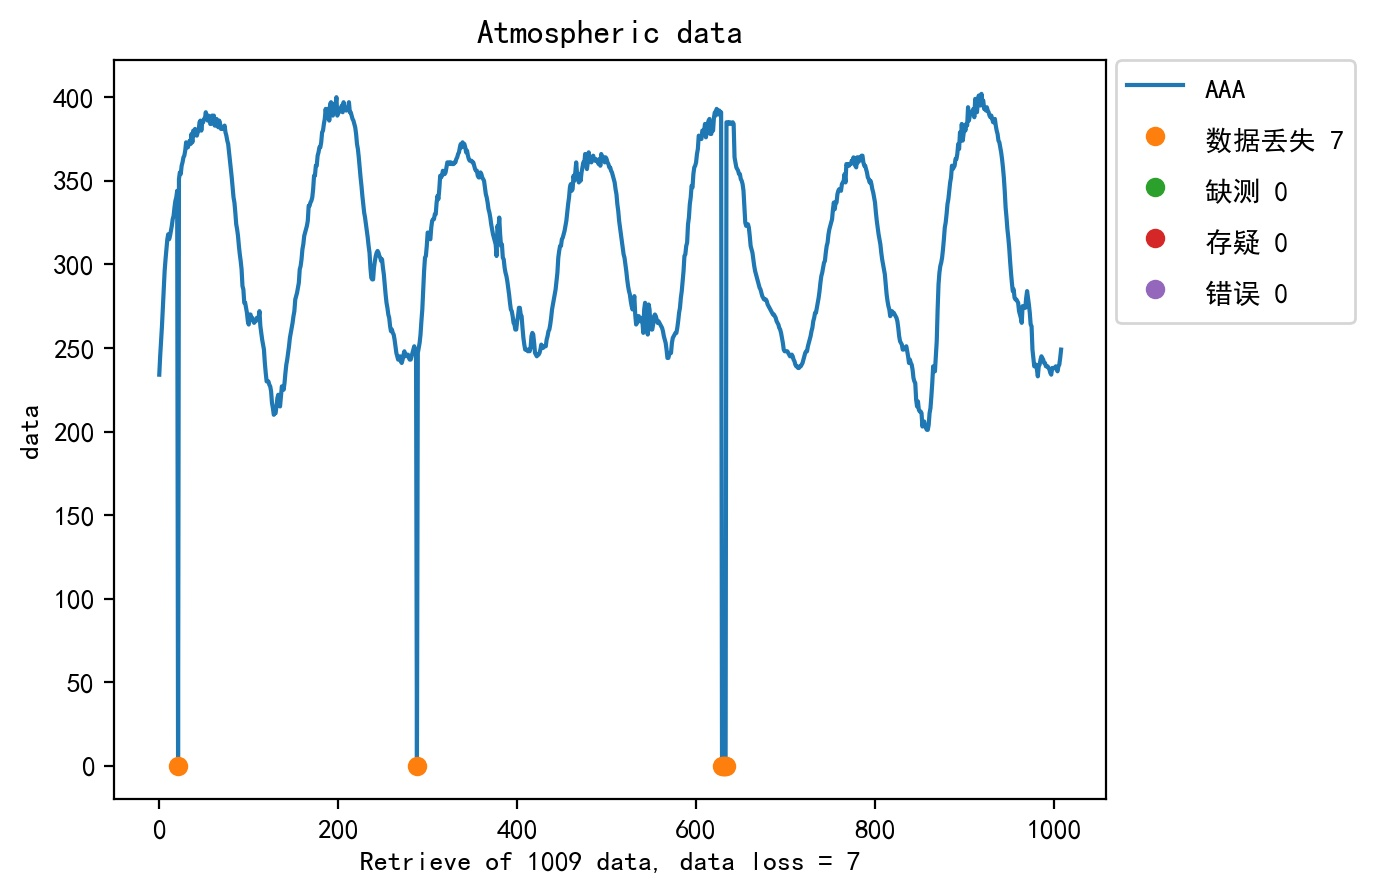 Atmospheric data
AAA
数据丢失 7
缺测 0
存疑 0
错误 0
400
350
300
250
200
150
100
50
0
data
0 200 400 600 800 1000
Retrieve of 1009 data, data loss = 7